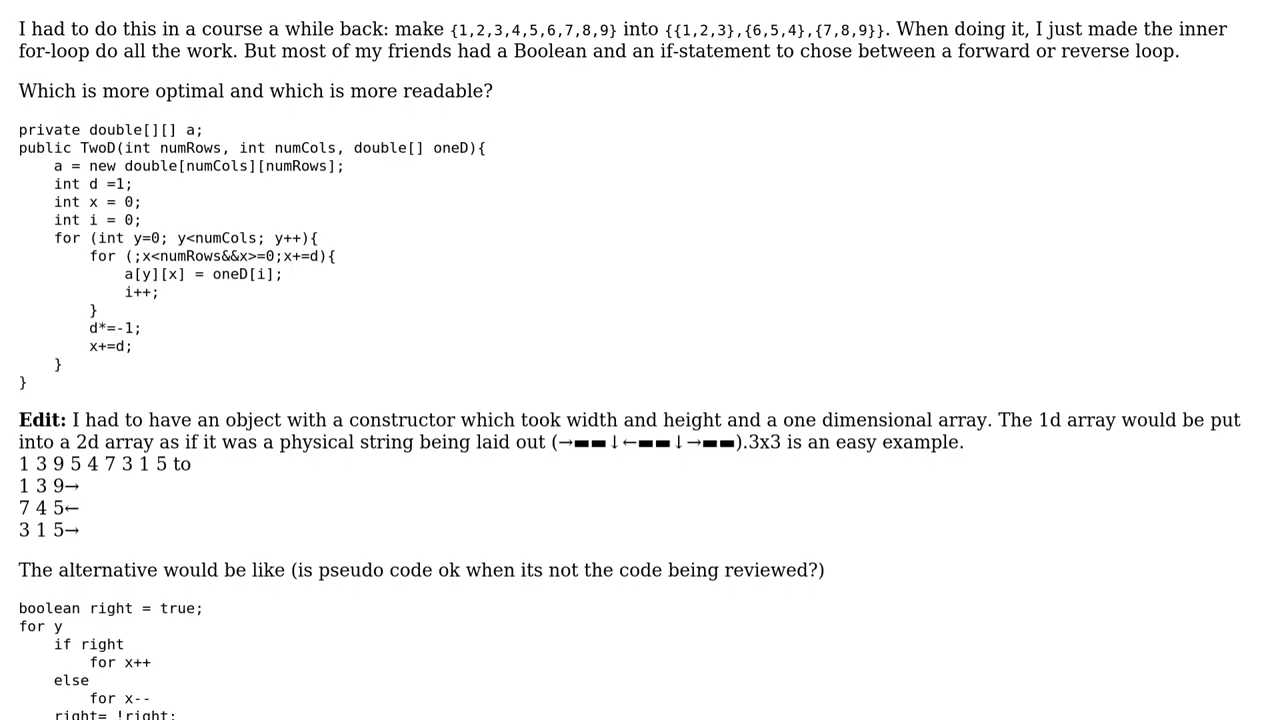 I had to do this in a course a while back: make {1,2,3,4,5,6,7,8,9} into {{1,2,3},{6,5,4},{7,8,9}}. When doing it, I just made the inner
for-loop do all the work. But most of my friends had a Boolean and an if-statement to chose between a forward or reverse loop.
Which is more optimal and which is more readable?
private double[][] a;
public TwoD(int numRows, int numCols, double[] oneD){
    a = new double[numCols][numRows];
    int d =1;
    int x = 0;
    int i = 0;
    for (int y=0; y<numCols; y++){
        for (;x<numRows&&x>=0;x+=d){
            a[y][x] = oneD[i];
            i++;
        }
        d*=-1;
        x+=d;
    }
}
Edit: I had to have an object with a constructor which took width and height and a one dimensional array. The 1d array would be put
into a 2d array as if it was a physical string being laid out (→▬▬↓←▬▬↓→▬▬).3x3 is an easy example.
1 3 9 5 4 7 3 1 5 to
1 3 9→
7 4 5←
3 1 5→
The alternative would be like (is pseudo code ok when its not the code being reviewed?)
boolean right = true;
for y
    if right
        for x++
    else
        for x--
    right= !right;